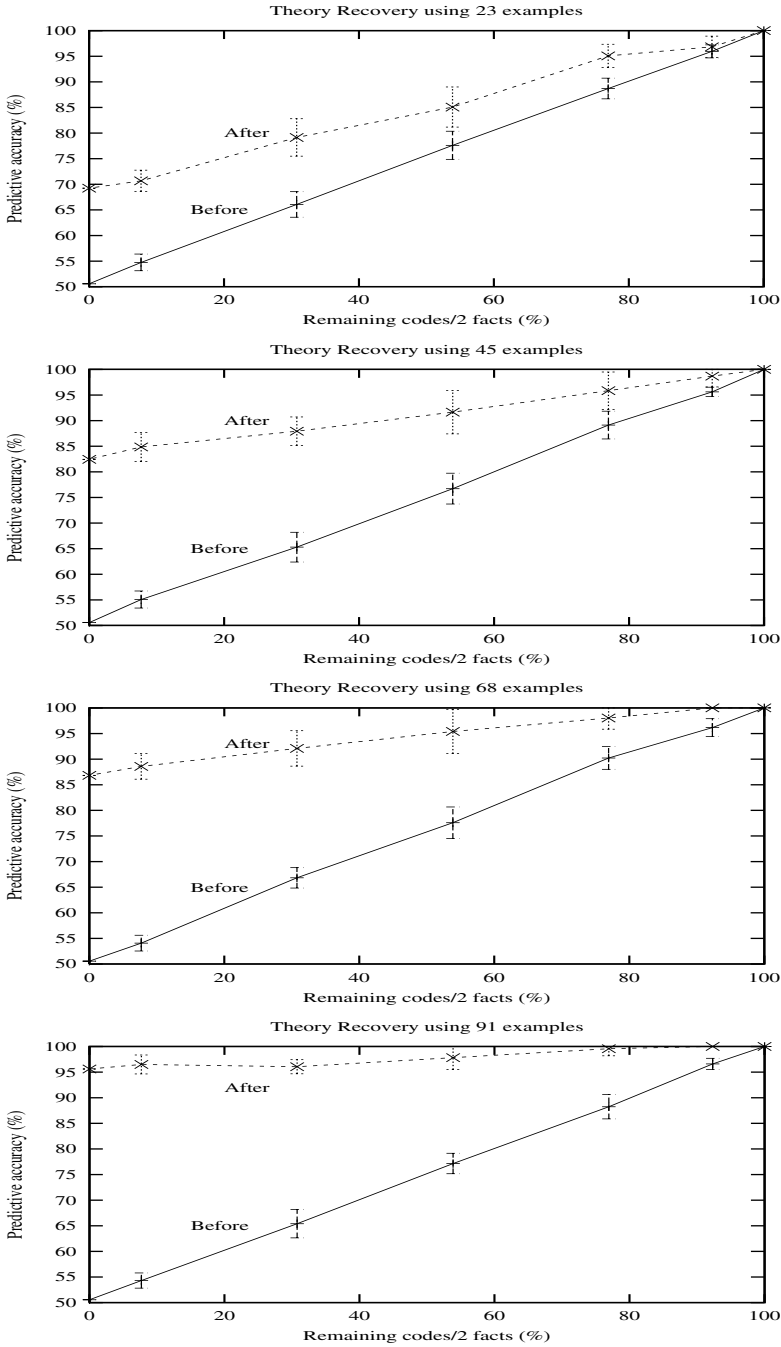 Theory Recovery using 23 examples
Predictive accuracy (%)
100
95
90
85
80
75
70
65
60
55
50
After
Before
0 20 40 60 80 100
Remaining codes/2 facts (%)
Theory Recovery using 45 examples
Predictive accuracy (%)
100
95
90
85
80
75
70
65
60
55
50
After
Before
0 20 40 60 80 100
Remaining codes/2 facts (%)
Theory Recovery using 68 examples
Predictive accuracy (%)
100
95
90
85
80
75
70
65
60
55
50
After
Before
0 20 40 60 80 100
Remaining codes/2 facts (%)
Theory Recovery using 91 examples
Predictive accuracy (%)
100
95
90
85
80
75
70
65
60
55
50
After
Before
0 20 40 60 80 100
Remaining codes/2 facts (%)